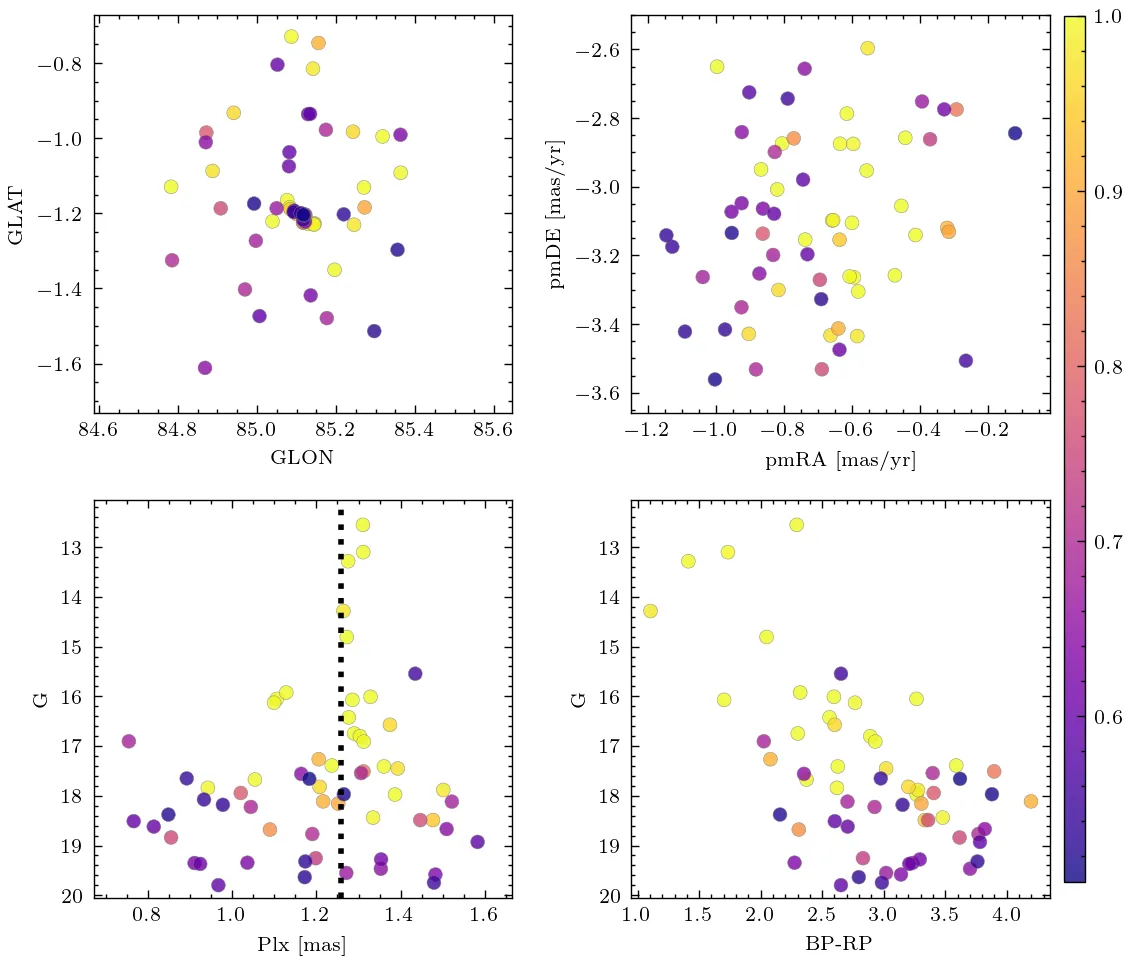 −0.8
−1.0
−1.2
−1.4
−1.6
GLAT
84.6 84.8 85.0 85.2 85.4 85.6
GLON
−2.6
−2.8
−3.0
−3.2
−3.4
−3.6
pmDE [mas/yr]
−1.2 −1.0 −0.8 −0.6 −0.4 −0.2
pmRA [mas/yr]
1.0
0.9
0.8
0.7
0.6
13
14
15
16
17
18
19
20
G
0.8 1.0 1.2 1.4 1.6
Plx [mas]
13
14
15
16
17
18
19
20
G
1.0 1.5 2.0 2.5 3.0 3.5 4.0
BP-RP